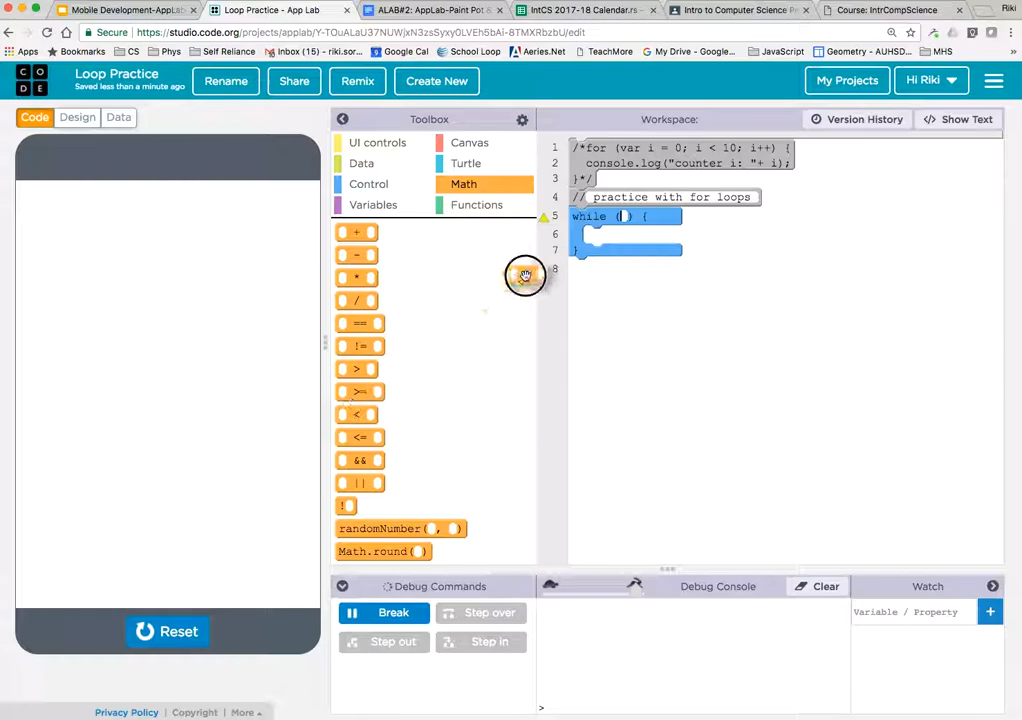 Mobile Development-AppLab
Loop Practice - App Lab
ALAB#2: AppLab-Paint Pot &
IntCS 2017-18 Calendar.rs -
Intro to Computer Science P
Course: IntrCompScience
Riki
Secure
https://studio.code.org/projects/applab/Y-TOuALaU37NUWjxN3zsSyxy0LVEh5bAi-8TMXRbzbU/edit
Apps
Bookmarks
CS
Phys
Self Reliance
Inbox (15) - riki.sor...
Google Cal
School Loop
Aeries.Net
TeachMore
My Drive - Google...
JavaScript
Geometry - AUHSD...
MHS
CO
DE
Loop Practice
Saved less than a minute ago
Rename
Share
Remix
Create New
My Projects
Hi Riki
Code
Design
Data
Toolbox
Workspace:
Version History
</> Show Text
UI controls
Canvas
Data
Turtle
Control
Math
Variables
Functions
+
-
*
/
==
!=
>
>=
<
<=
&&
||
!
randomNumber( , )
Math.round( )
1 /*for (var i = 0; i < 10; i++) {
2 console.log("counter i: "+ i);
3 }*/
4 // practice with for loops
5 while ( ) {
6
7 }
8
Reset
Debug Commands
Break
Step over
Step out
Step in
Debug Console
Clear
Watch
Variable / Property
+
>
Privacy Policy | Copyright | More